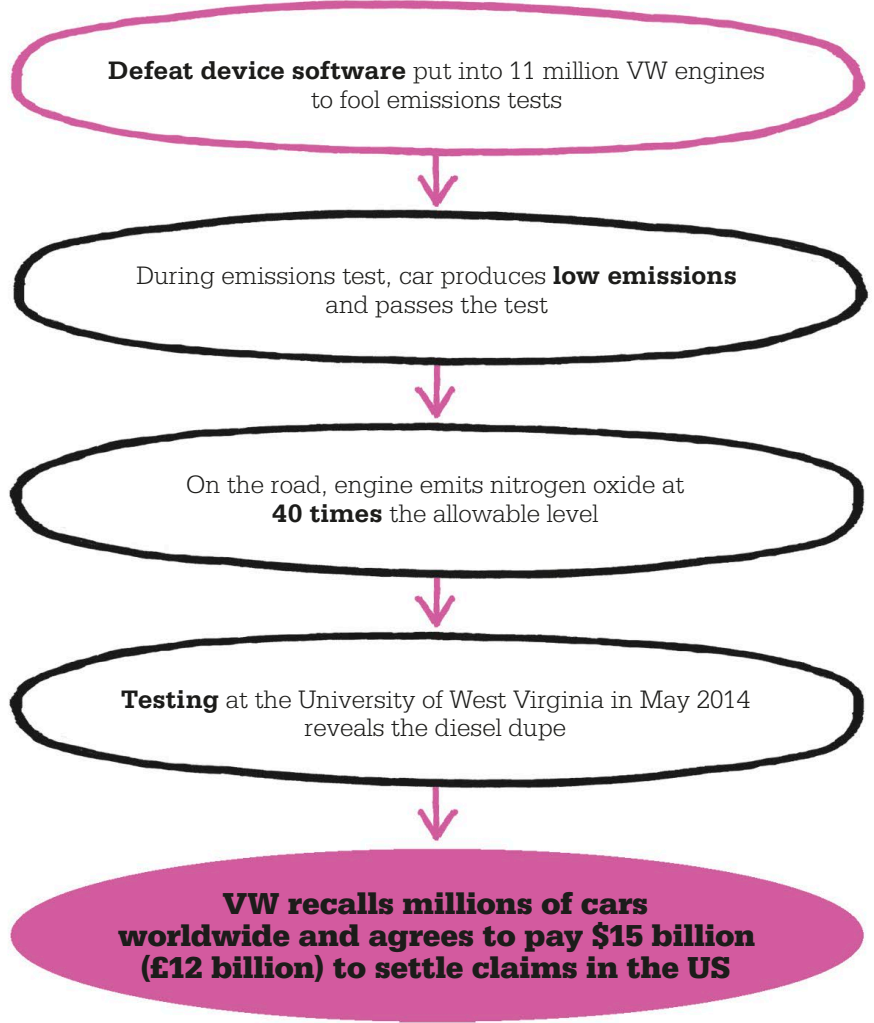 Defeat device software put into 11 million VW engines
to fool emissions tests
During emissions test, car produces low emissions
and passes the test
On the road, engine emits nitrogen oxide at
40 times the allowable level
Testing at the University of West Virginia in May 2014
reveals the diesel dupe
VW recalls millions of cars
worldwide and agrees to pay $15 billion
(£12 billion) to settle claims in the US